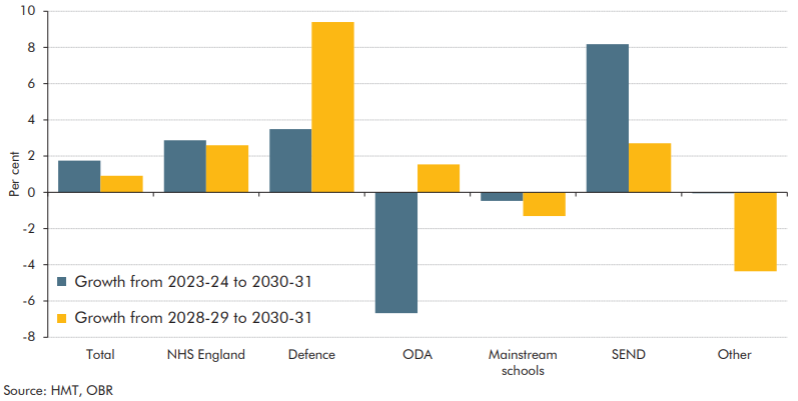 10
8
6
4
2
0
-2
-4
-6
-8
Per cent
Growth from 2023-24 to 2030-31
Growth from 2028-29 to 2030-31
Total NHS England Defence ODA Mainstream SEND Other
schools
Source: HMT, OBR